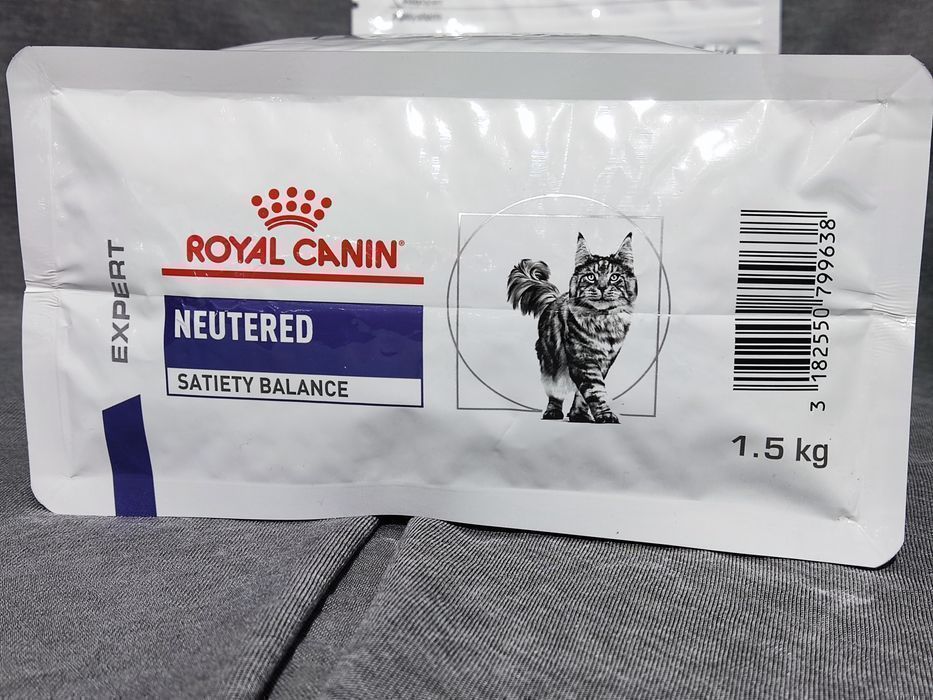 EXPERT
ROYAL CANIN®
NEUTERED
SATIETY BALANCE
3 182550 799638
1.5 kg